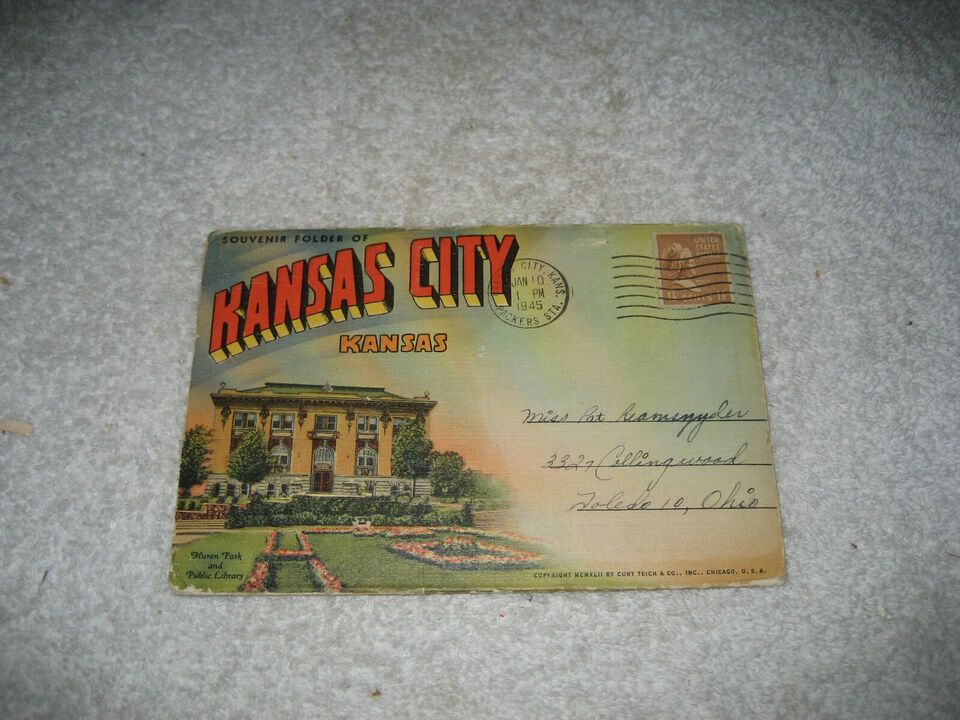 SOUVENIR FOLDER OF
KANSAS CITY
KANSAS
CITY, KANS.
JAN 10
1 PM
1945
PACKERS STA.
UNITED
STATES
Miss Pat
3327 Collingwood
Toledo 10, Ohio
Huron Park
and
Public Library
COPYRIGHT MCMXLII BY CURT TEICH & CO., INC., CHICAGO, U.S.A.